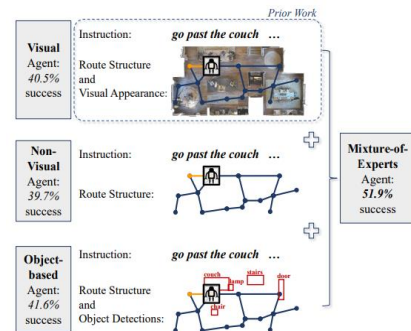 Prior Work
Visual
Agent:
40.5%
success
Instruction: go past the couch ...
Route Structure
and
Visual Appearance:
Non-
Visual
Agent:
39.7%
success
Instruction: go past the couch ...
Route Structure:
Mixture-of-
Experts
Agent:
51.9%
success
Object-
based
Agent:
41.6%
success
Instruction: go past the couch ...
Route Structure
and
Object Detections:
couch
lamp
stairs
door
chair